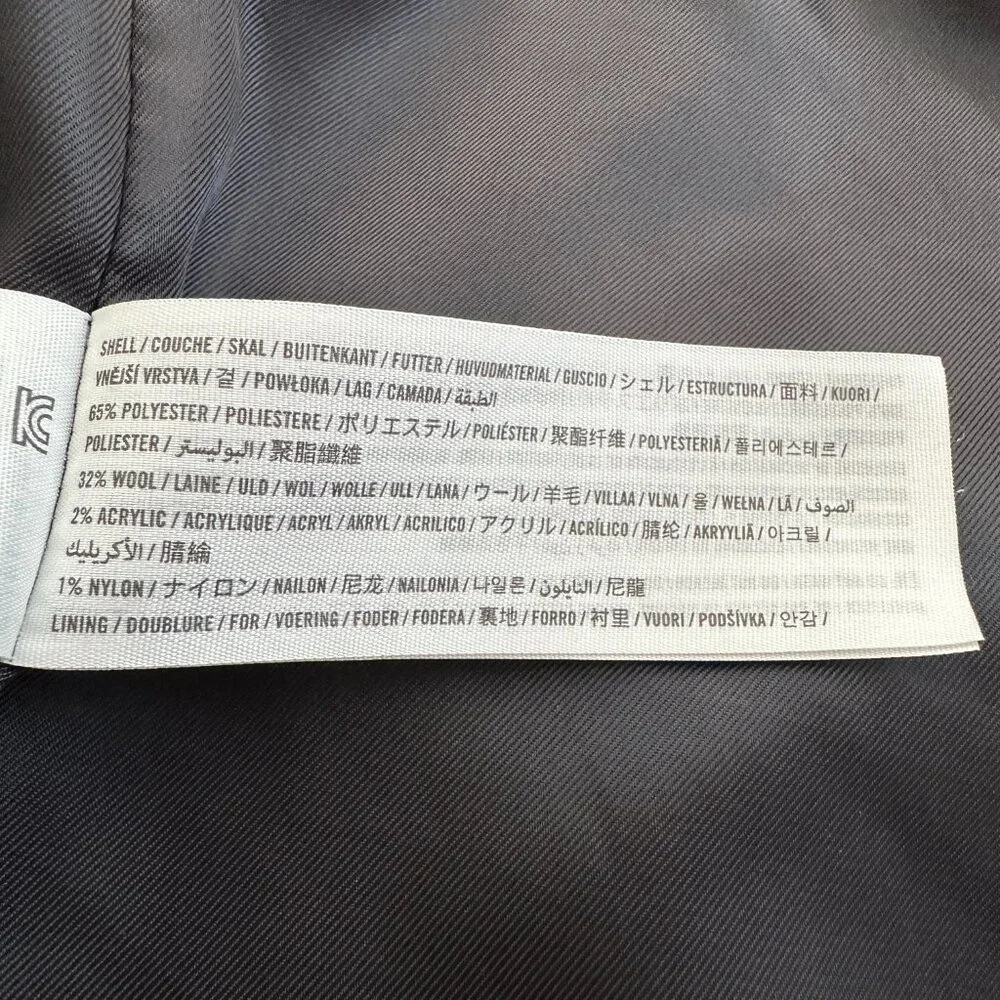 SHELL / COUCHE / SKAL / BUITENKANT / FUTTER / HUVUDMATERIAL / GUSCIO / シェル / ESTRUCTURA / 面料 / KUORI /
VNĚJŠÍ VRSTVA / 겉 / POWŁOKA / LAG / CAMADA / الطبقة
65% POLYESTER / POLIESTERE / ポリエステル / POLIÉSTER / 聚酯纤维 / POLYESTERIÄ / 폴리에스테르 /
POLIESTER / البوليستر / 聚脂纖維
32% WOOL / LAINE / ULD / WOL / WOLLE / ULL / LANA / ウール / 羊毛 / VILLAA / VLNA / 울 / WEŁNA / LÃ / الصوف
2% ACRYLIC / ACRYLIQUE / ACRYL / AKRYL / ACRILICO / アクリル / ACRÍLICO / 腈纶 / AKRYYLIÄ / 아크릴 /
الأكريليك / 腈綸
1% NYLON / ナイロン / NAILON / 尼龙 / NAILONIA / 나일론 / النايلون / 尼龍
LINING / DOUBLURE / FOR / VOERING / FODER / FODERA / 裏地 / FORRO / 衬里 / VUORI / PODŠÍVKA / 안감 /